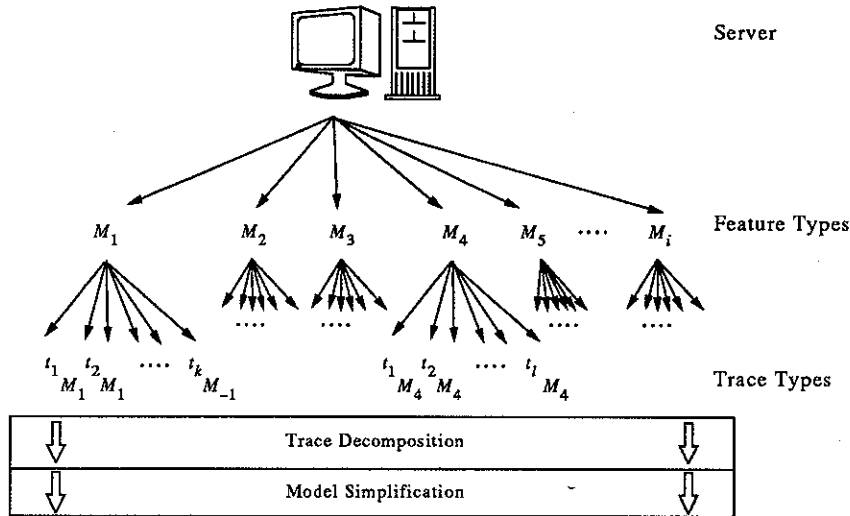 Server
M₁ M₂ M₃ M₄ M₅ .... Mᵢ Feature Types
.... .... .... ....
t₁ M₁ t₂ M₁ .... tₖ M₋₁ t₁ M₄ t₂ M₄ .... tₗ M₄ Trace Types
Trace Decomposition
Model Simplification